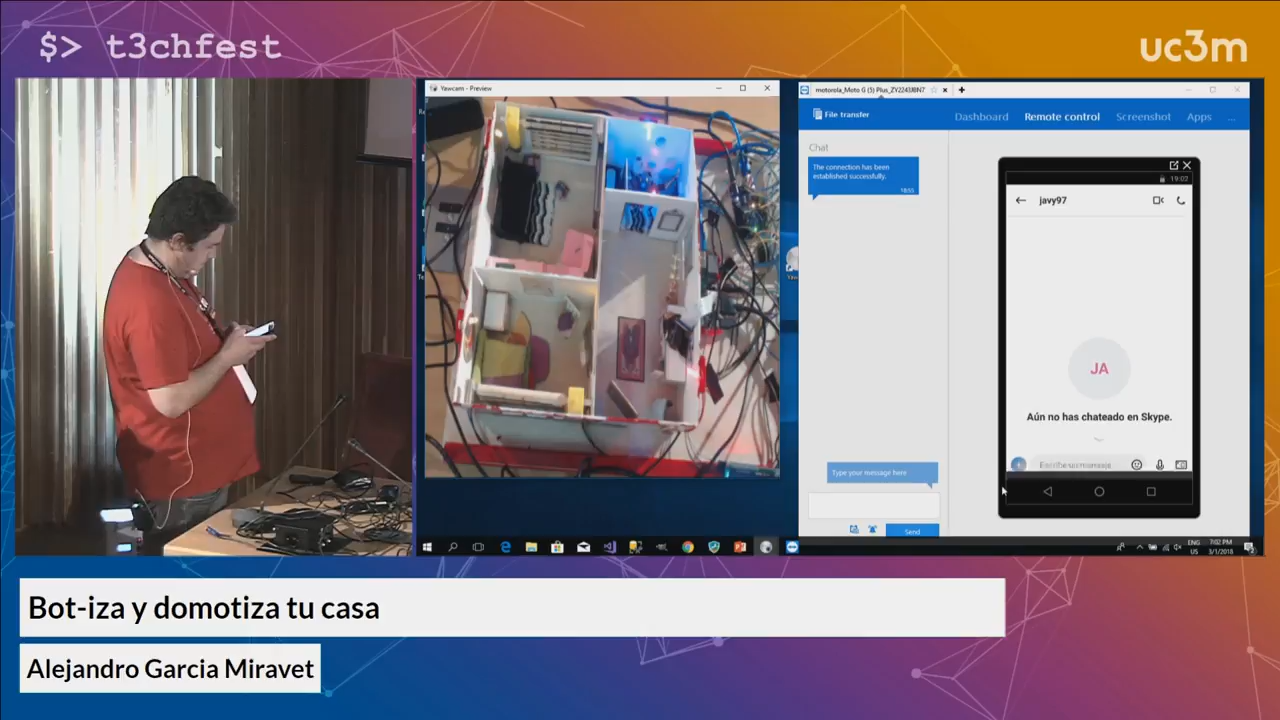 $> t3chfest
uc3m
Yawcam - Preview
motorola_Moto G (5) Plus_ZY2243JBN7
File transfer
Dashboard
Remote control
Screenshot
Apps
...
Chat
The connection has been
established successfully.
18:55
19:02
javy97
JA
Aún no has chateado en Skype.
Type your message here
Send
ENG
US
7:02 PM
3/1/2018
Bot-iza y domotiza tu casa
Alejandro Garcia Miravet